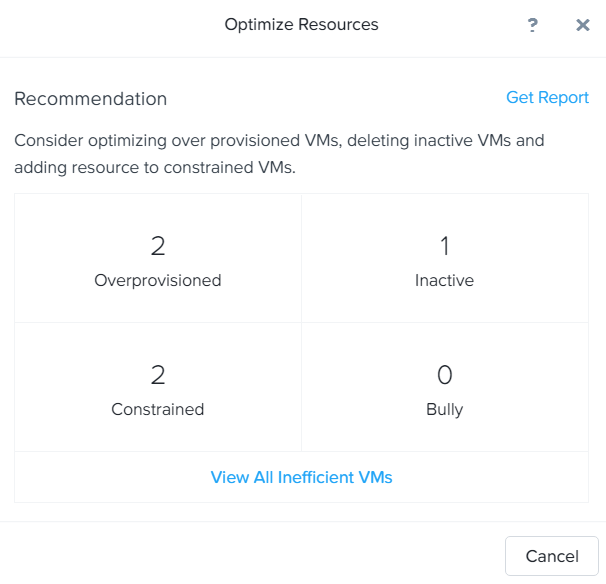 Optimize Resources
?
×
Recommendation
Get Report
Consider optimizing over provisioned VMs, deleting inactive VMs and
adding resource to constrained VMs.
2
Overprovisioned
1
Inactive
2
Constrained
0
Bully
View All Inefficient VMs
Cancel